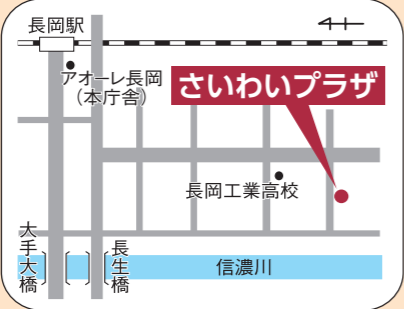 長岡駅
アオーレ長岡
（本庁舎）
さいわいプラザ
長岡工業高校
大手大橋
長生橋
信濃川